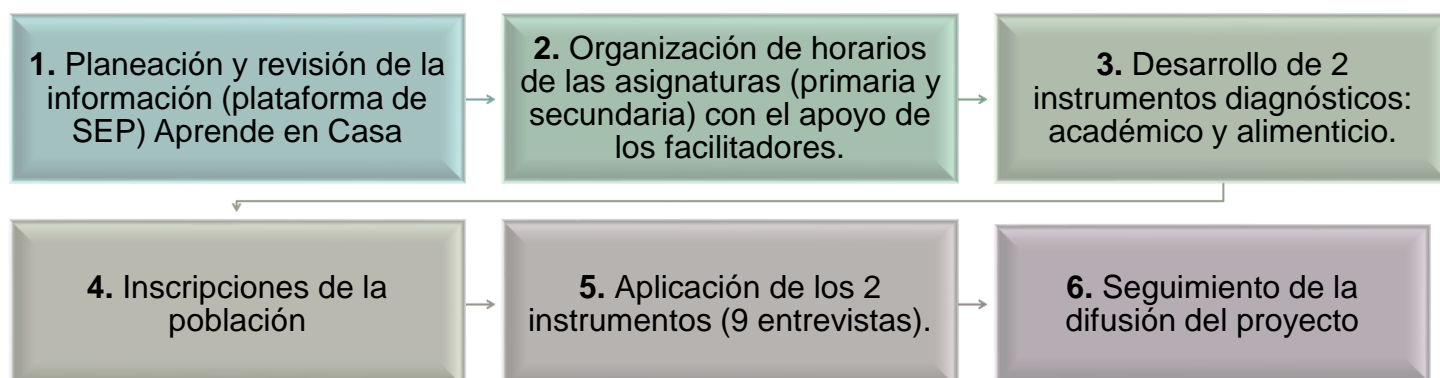 1. Planeación y revisión de la
información (plataforma de
SEP) Aprende en Casa
2. Organización de horarios
de las asignaturas (primaria y
secundaria) con el apoyo de
los facilitadores.
3. Desarrollo de 2
instrumentos diagnósticos:
académico y alimenticio.
4. Inscripciones de la
población
5. Aplicación de los 2
instrumentos (9 entrevistas).
6. Seguimiento de la
difusión del proyecto